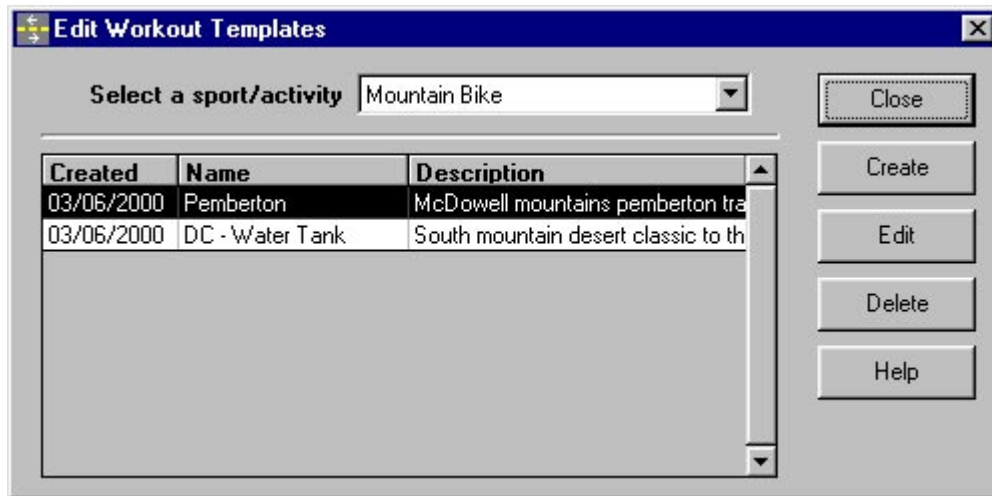 Edit Workout Templates
Select a sport/activity Mountain Bike
Close
Create
Edit
Delete
Help
Created Name Description
03/06/2000 Pemberton McDowell mountains pemberton tra
03/06/2000 DC - Water Tank South mountain desert classic to th